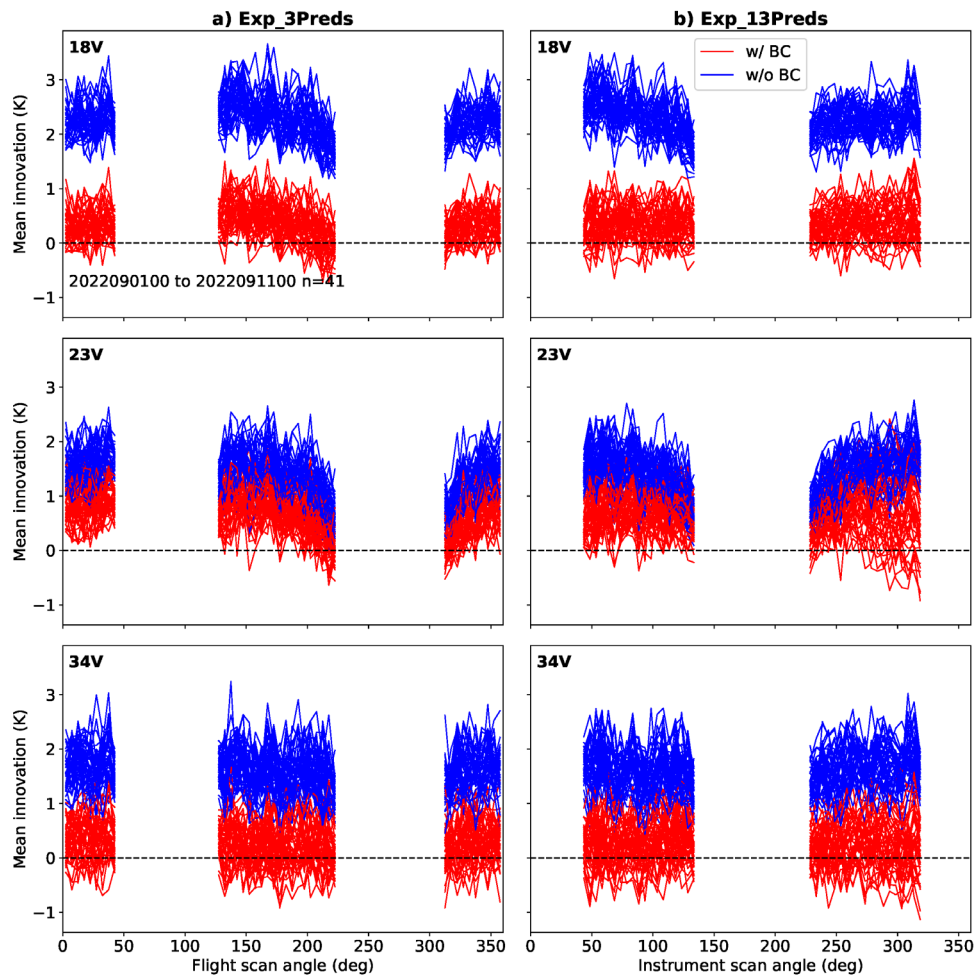 a) Exp_3Preds
b) Exp_13Preds
18V
18V
w/ BC
w/o BC
Mean innovation (K)
3
2
1
0
−1
2022090100 to 2022091100 n=41
23V
23V
Mean innovation (K)
3
2
1
0
−1
34V
34V
Mean innovation (K)
3
2
1
0
−1
0 50 100 150 200 250 300 350
0 50 100 150 200 250 300 350
Flight scan angle (deg)
Instrument scan angle (deg)